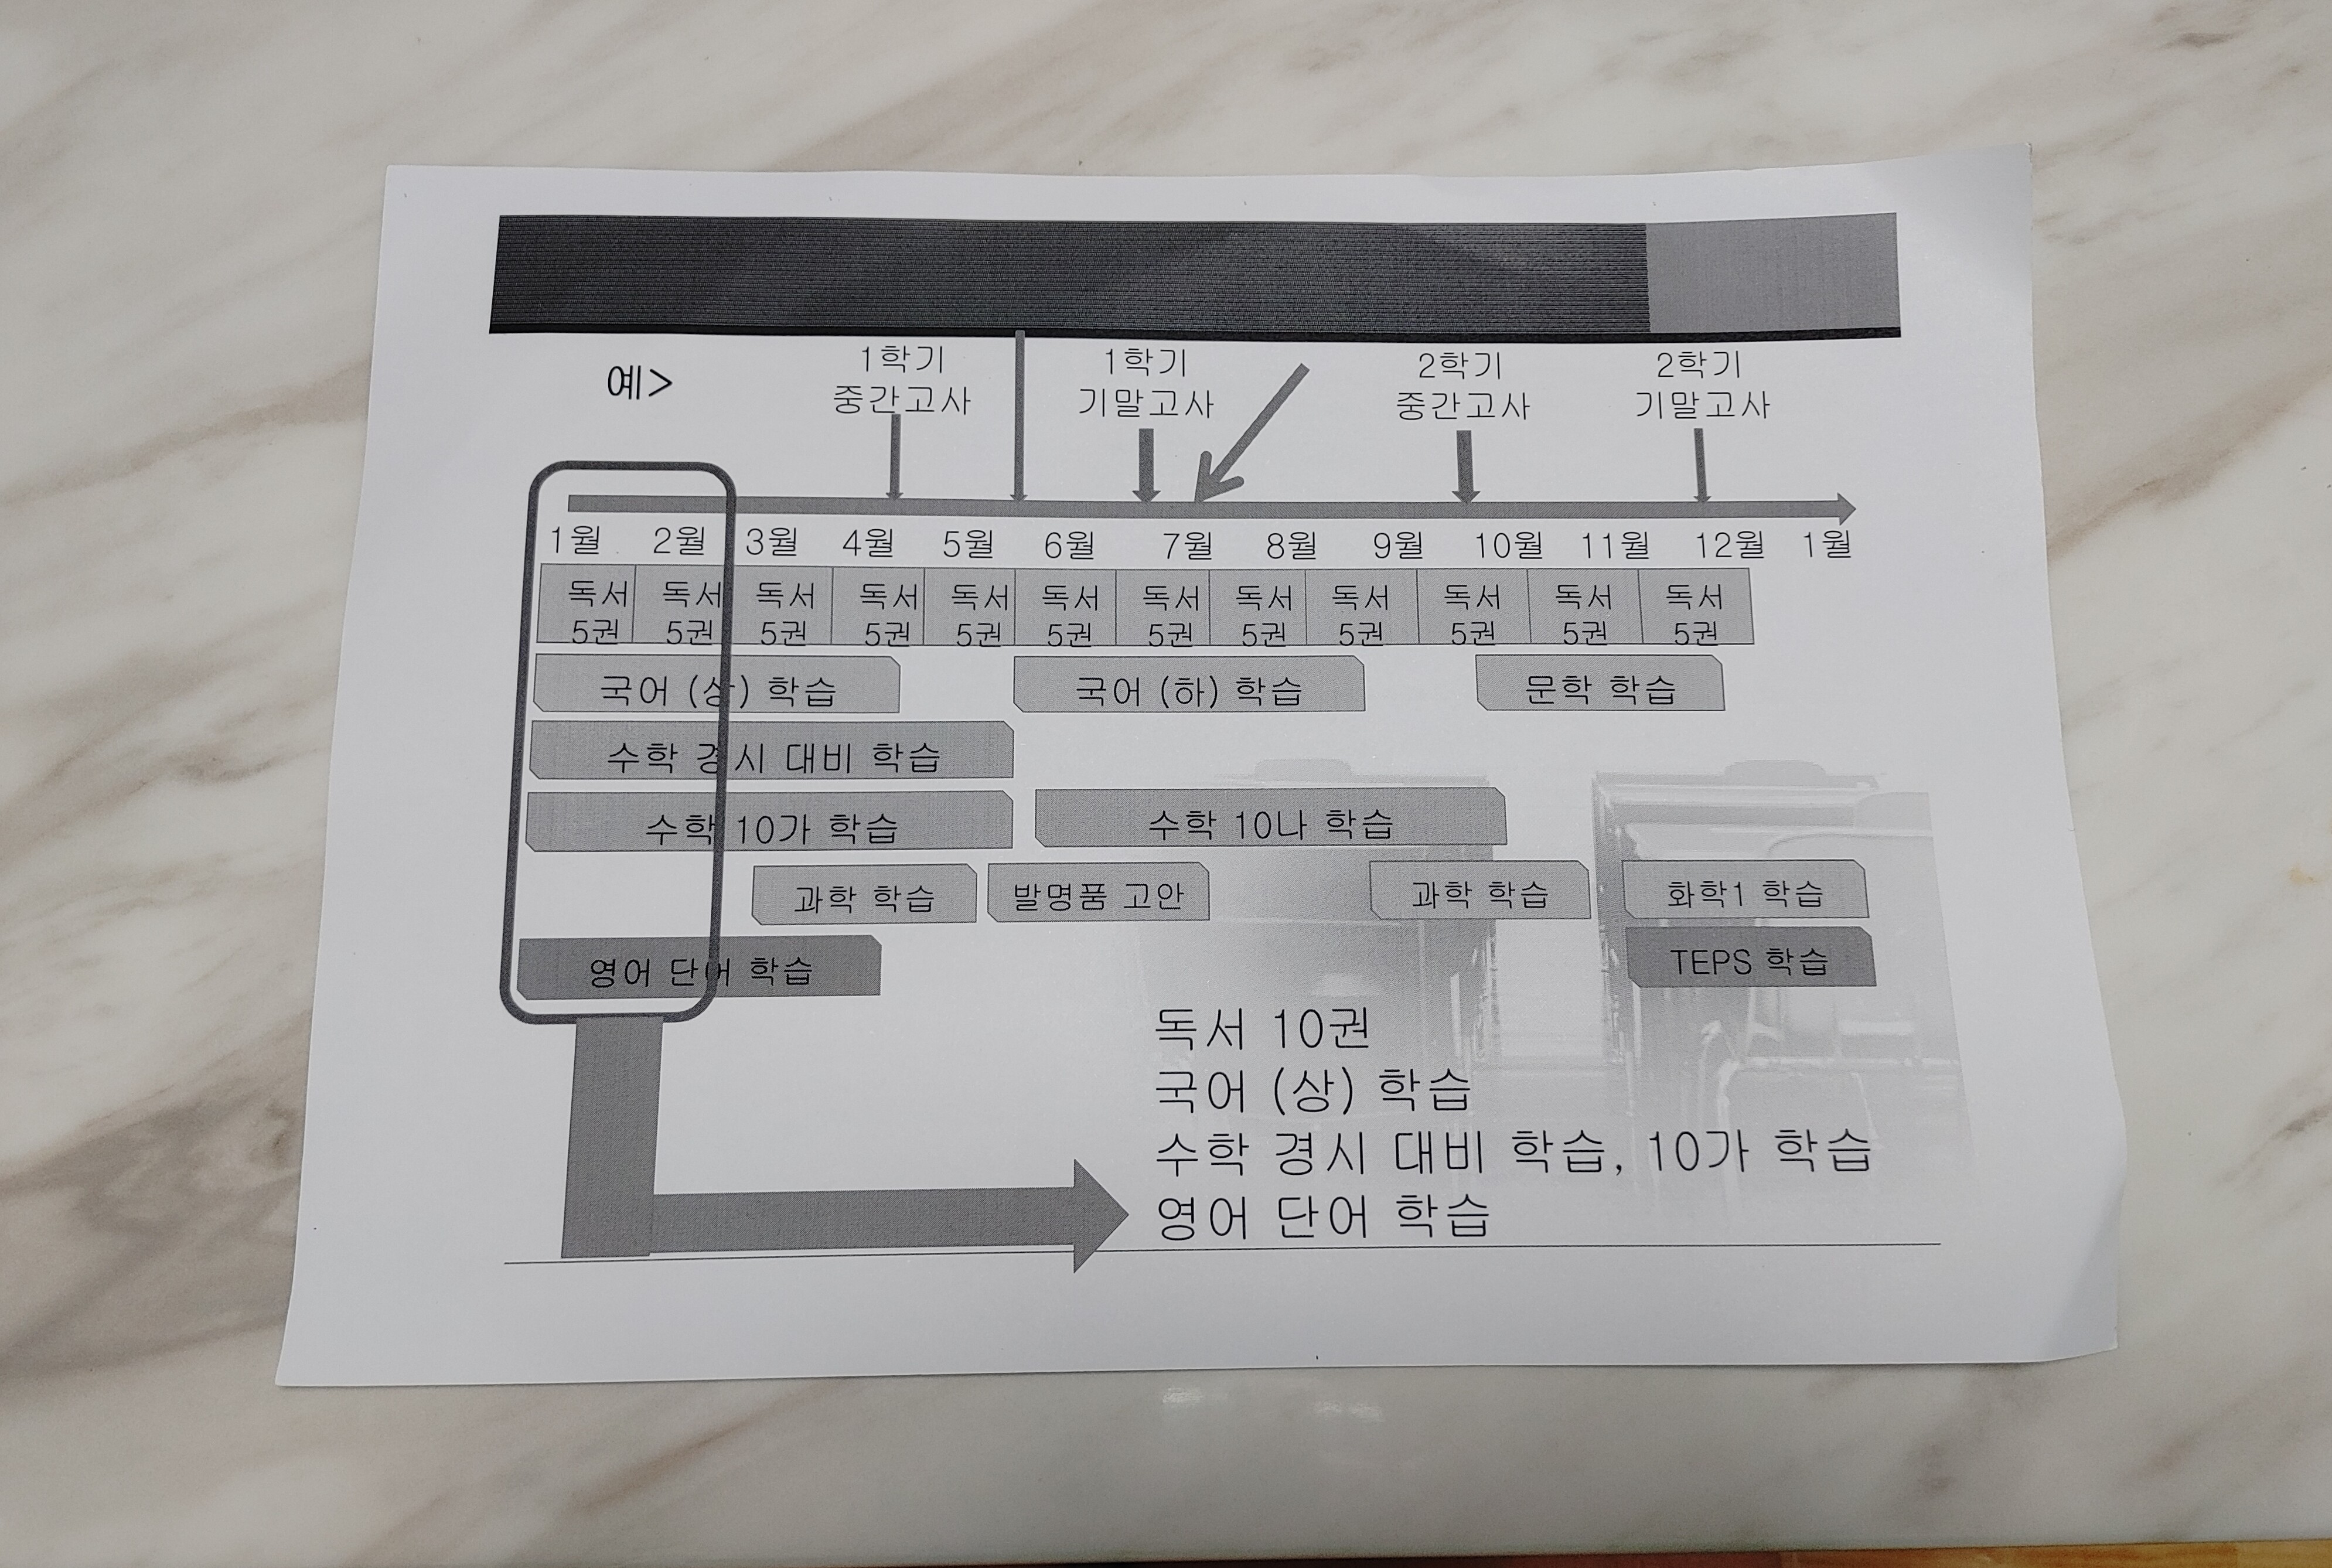 예>
1학기
중간고사
1학기
기말고사
2학기
중간고사
2학기
기말고사
1월 2월 3월 4월 5월 6월 7월 8월 9월 10월 11월 12월 1월
독서 독서 독서 독서 독서 독서 독서 독서 독서 독서 독서 독서
5권 5권 5권 5권 5권 5권 5권 5권 5권 5권 5권 5권
국어 (상) 학습 국어 (하) 학습 문학 학습
수학 경시 대비 학습
수학 10가 학습 수학 10나 학습
과학 학습 발명품 고안 과학 학습 화학1 학습
영어 단어 학습 TEPS 학습
독서 10권
국어 (상) 학습
수학 경시 대비 학습, 10가 학습
영어 단어 학습